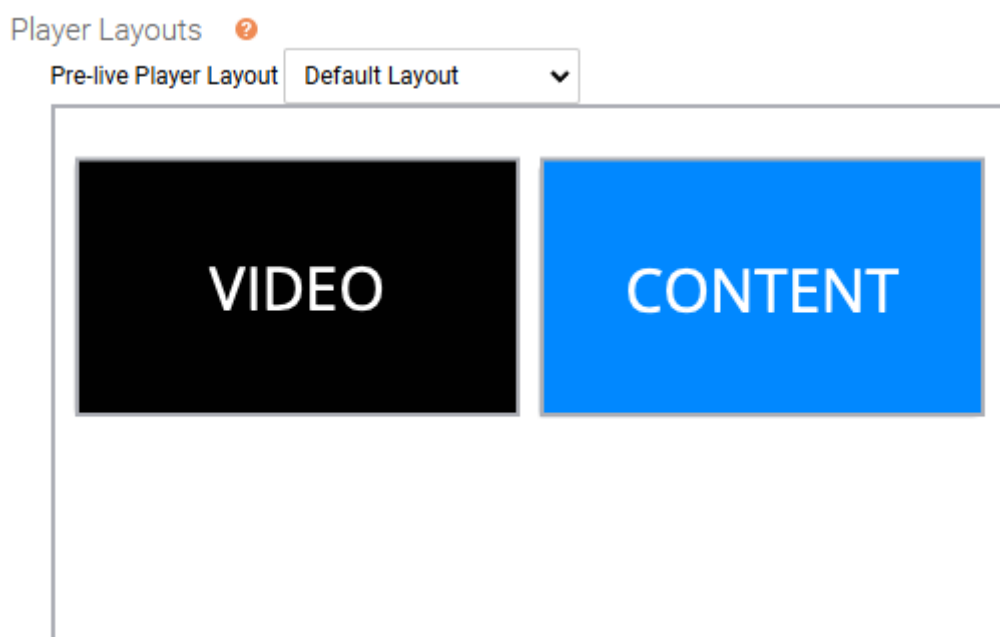 Player Layouts ?
Pre-live Player Layout Default Layout
VIDEO CONTENT